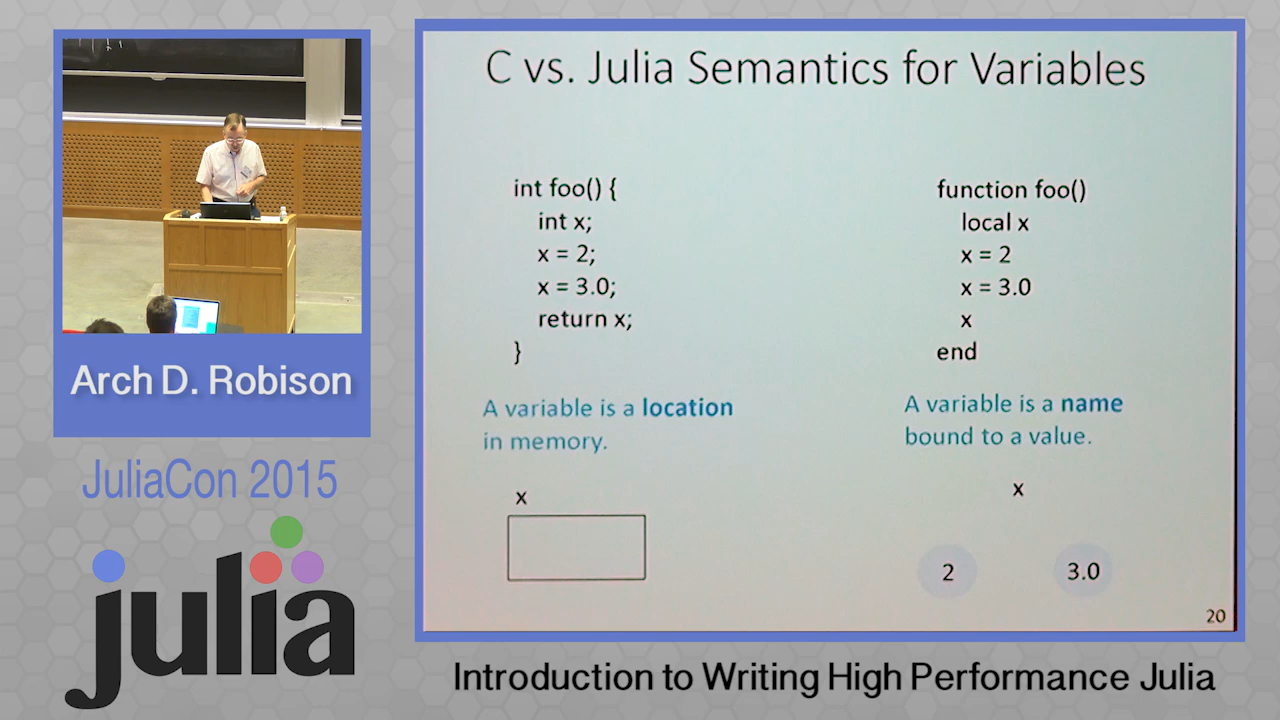 C vs. Julia Semantics for Variables
int foo() {
int x;
x = 2;
x = 3.0;
return x;
}
A variable is a location
in memory.
x
function foo()
local x
x = 2
x = 3.0
x
end
A variable is a name
bound to a value.
x
2
3.0
20
Arch D. Robison
JuliaCon 2015
julia
Introduction to Writing High Performance Julia